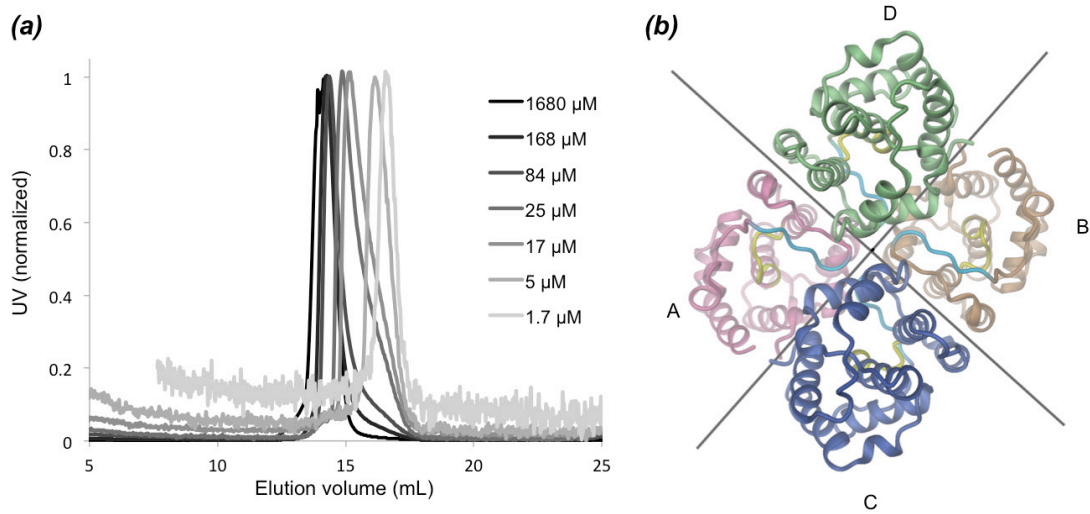 (a)
UV (normalized)
1
0.8
0.6
0.4
0.2
0
5
10
15
20
25
Elution volume (mL)
1680 µM
168 µM
84 µM
25 µM
17 µM
5 µM
1.7 µM
(b)
D
B
A
C